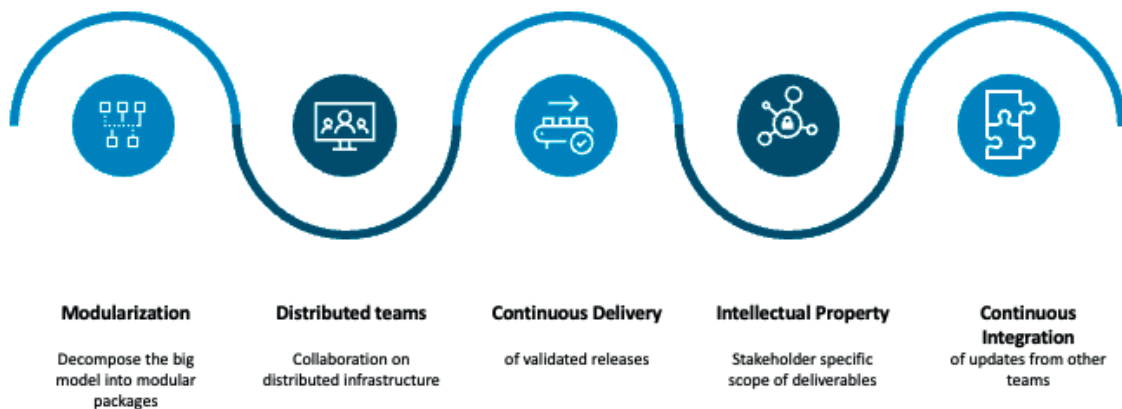 Modularization
Decompose the big
model into modular
packages
Distributed teams
Collaboration on
distributed infrastructure
Continuous Delivery
of validated releases
Intellectual Property
Stakeholder specific
scope of deliverables
Continuous
Integration
of updates from other
teams